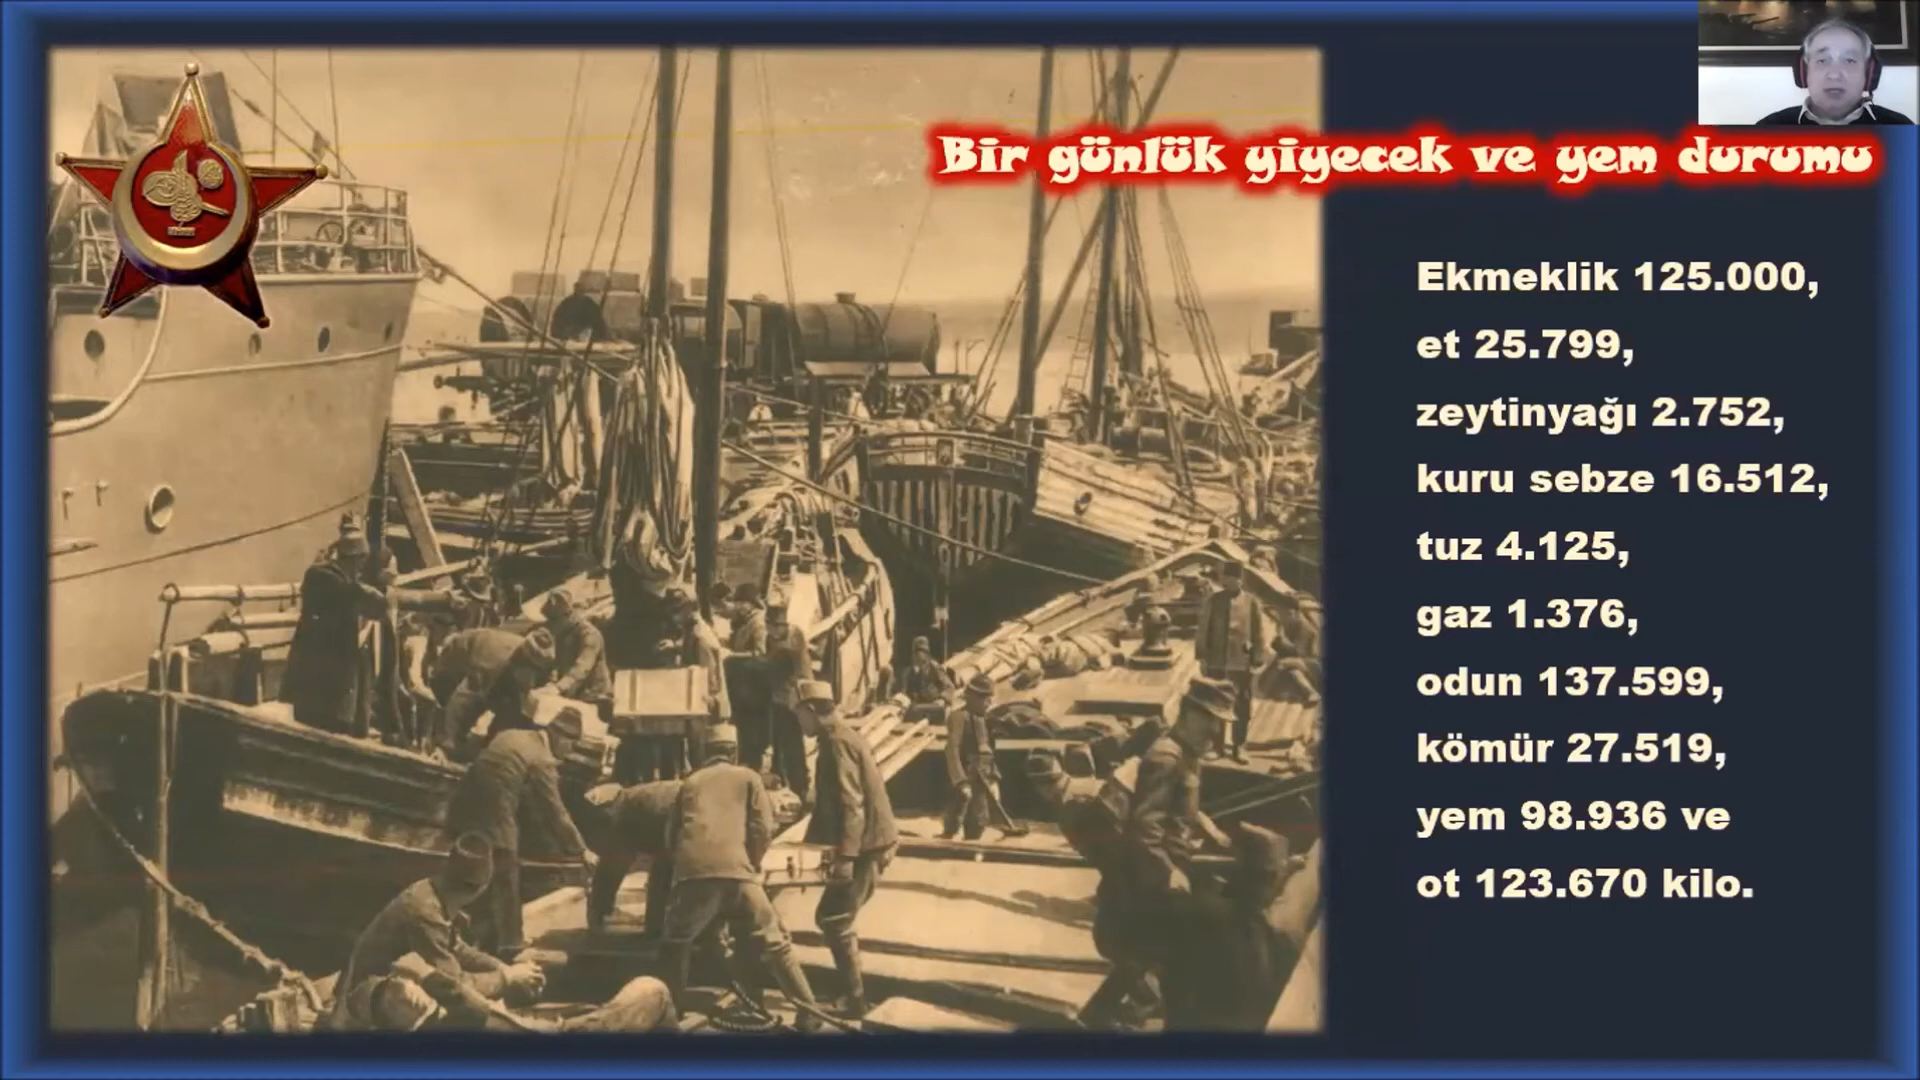 Bir günlük yiyecek ve yem durumu
Ekmeklik 125.000,
et 25.799,
zeytinyağı 2.752,
kuru sebze 16.512,
tuz 4.125,
gaz 1.376,
odun 137.599,
kömür 27.519,
yem 98.936 ve
ot 123.670 kilo.